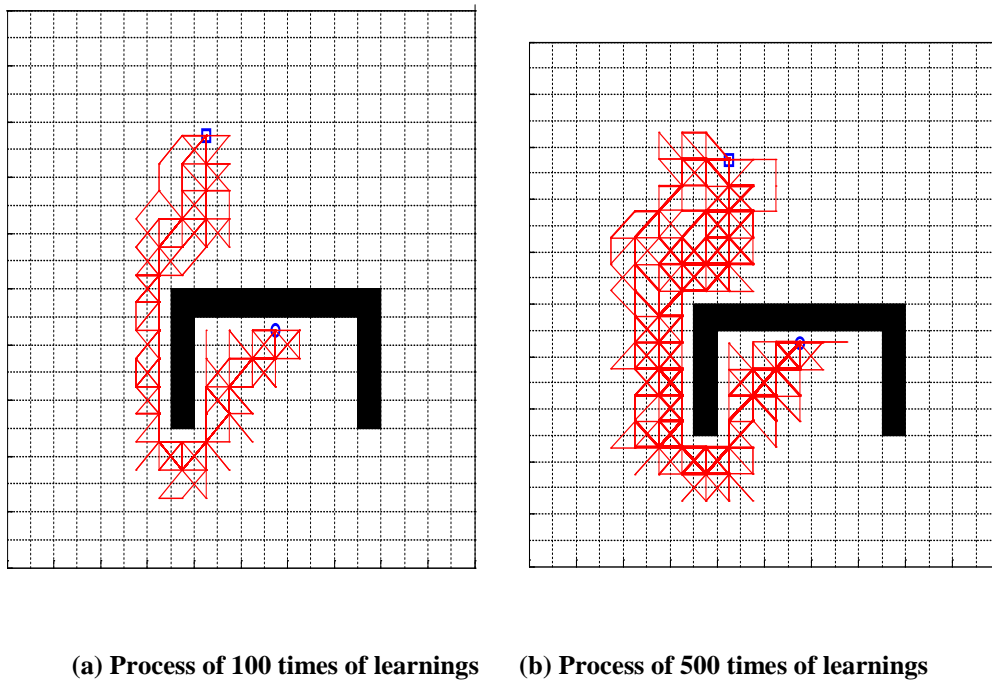 (a) Process of 100 times of learnings
(b) Process of 500 times of learnings